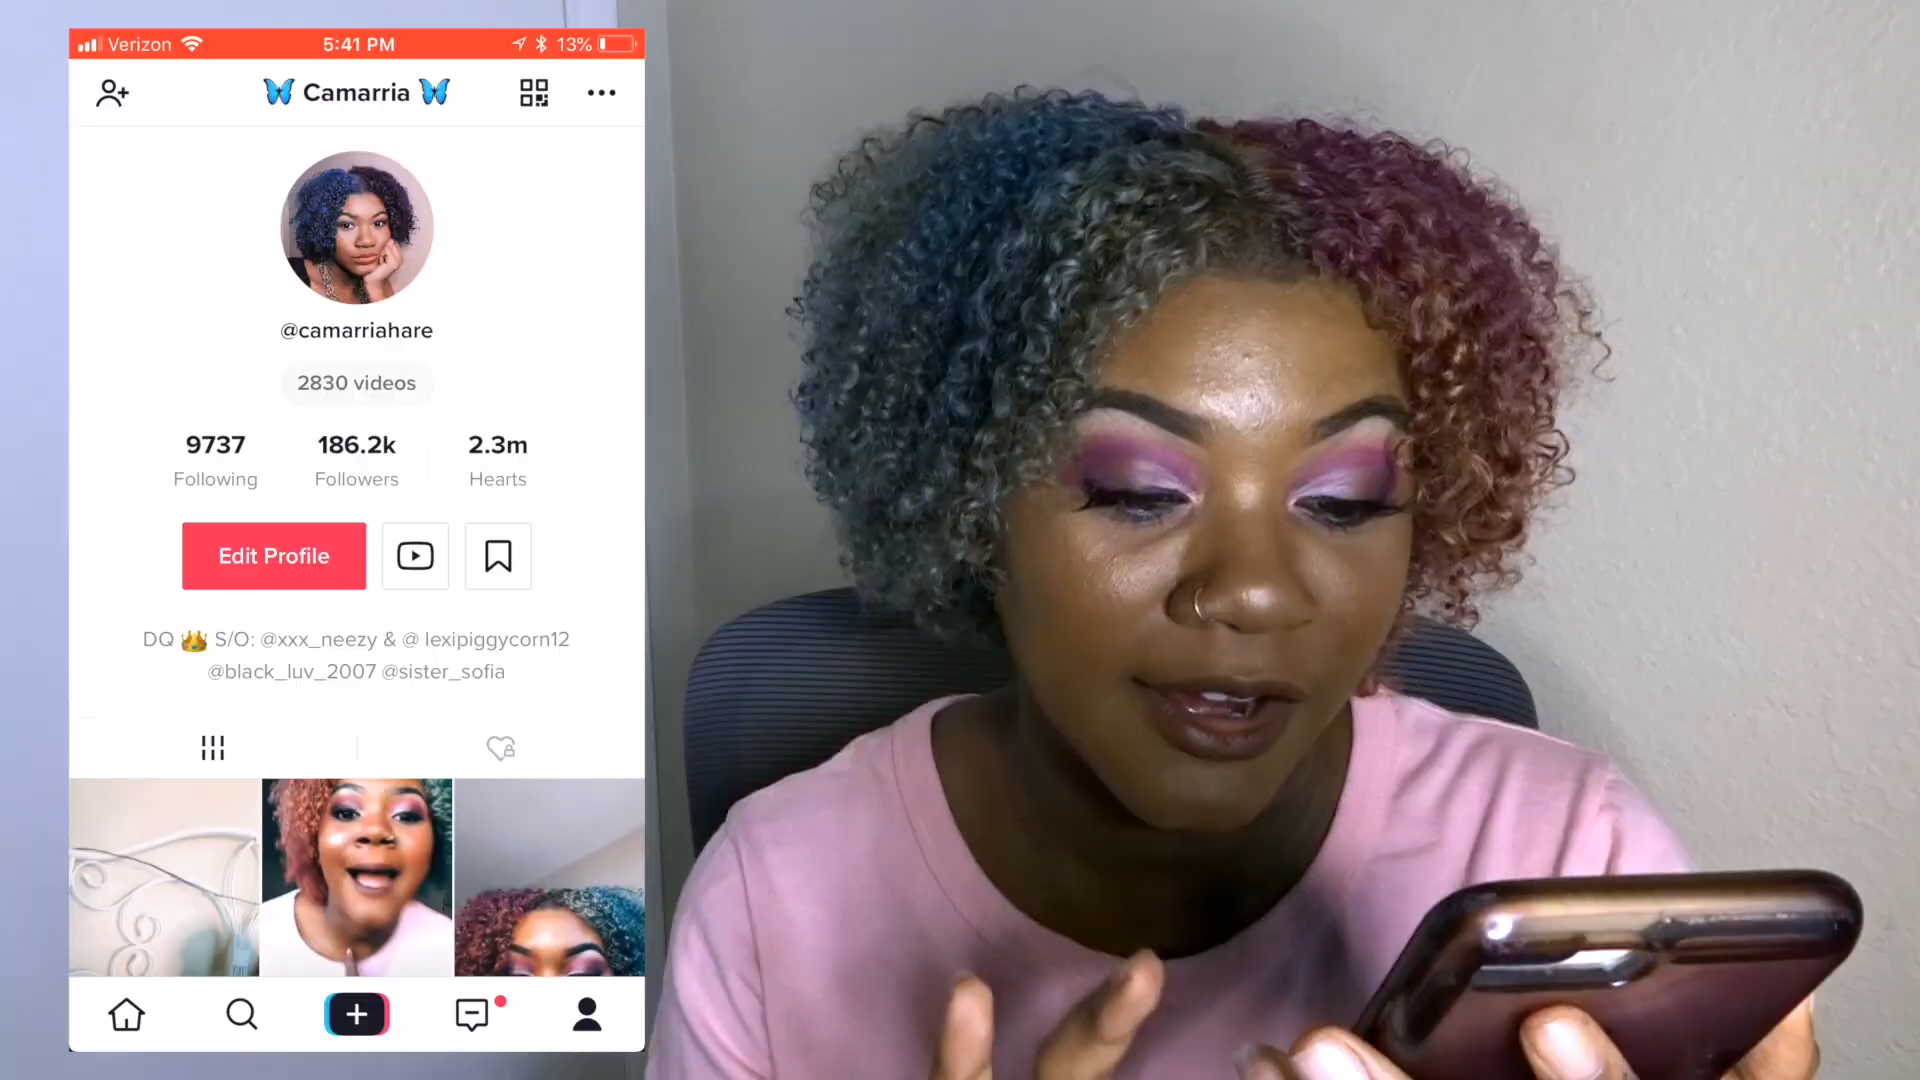 Verizon 5:41 PM 13%
🦋 Camarria 🦋
@camarriahare
2830 videos
9737 186.2k 2.3m
Following Followers Hearts
Edit Profile
DQ 👑 S/O: @xxx_neezy & @ lexipiggycorn12
@black_luv_2007 @sister_sofia